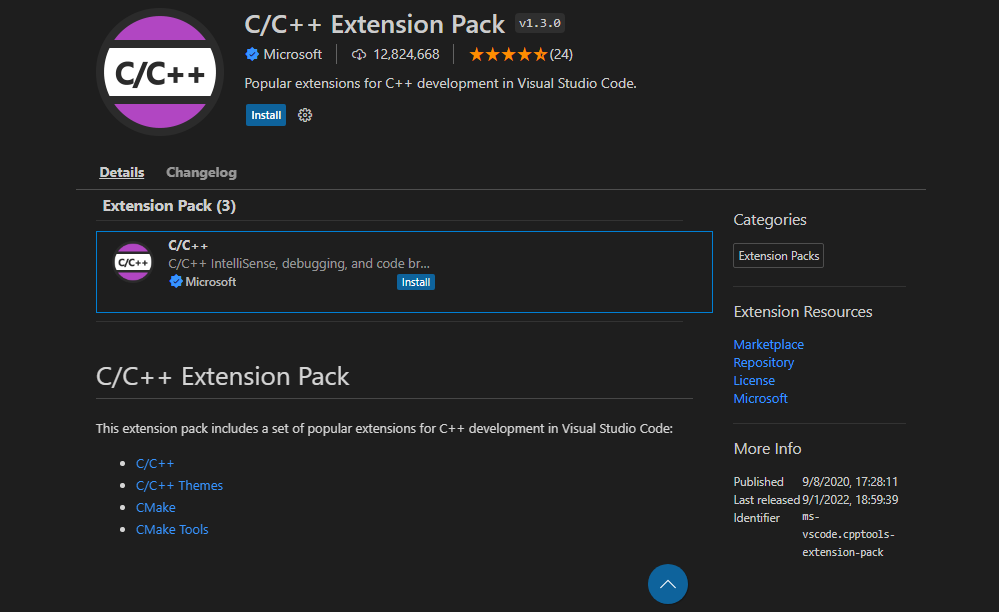 C/C++
C/C++ Extension Pack v1.3.0
Microsoft 12,824,668 (24)
Popular extensions for C++ development in Visual Studio Code.
Install
Details Changelog
Extension Pack (3)
C/C++
C/C++
C/C++ IntelliSense, debugging, and code br...
Microsoft Install
C/C++ Extension Pack
This extension pack includes a set of popular extensions for C++ development in Visual Studio Code:
C/C++
C/C++ Themes
CMake
CMake Tools
Categories
Extension Packs
Extension Resources
Marketplace
Repository
License
Microsoft
More Info
Published 9/8/2020, 17:28:11
Last released 9/1/2022, 18:59:39
Identifier ms-
vscode.cpptools-
extension-pack